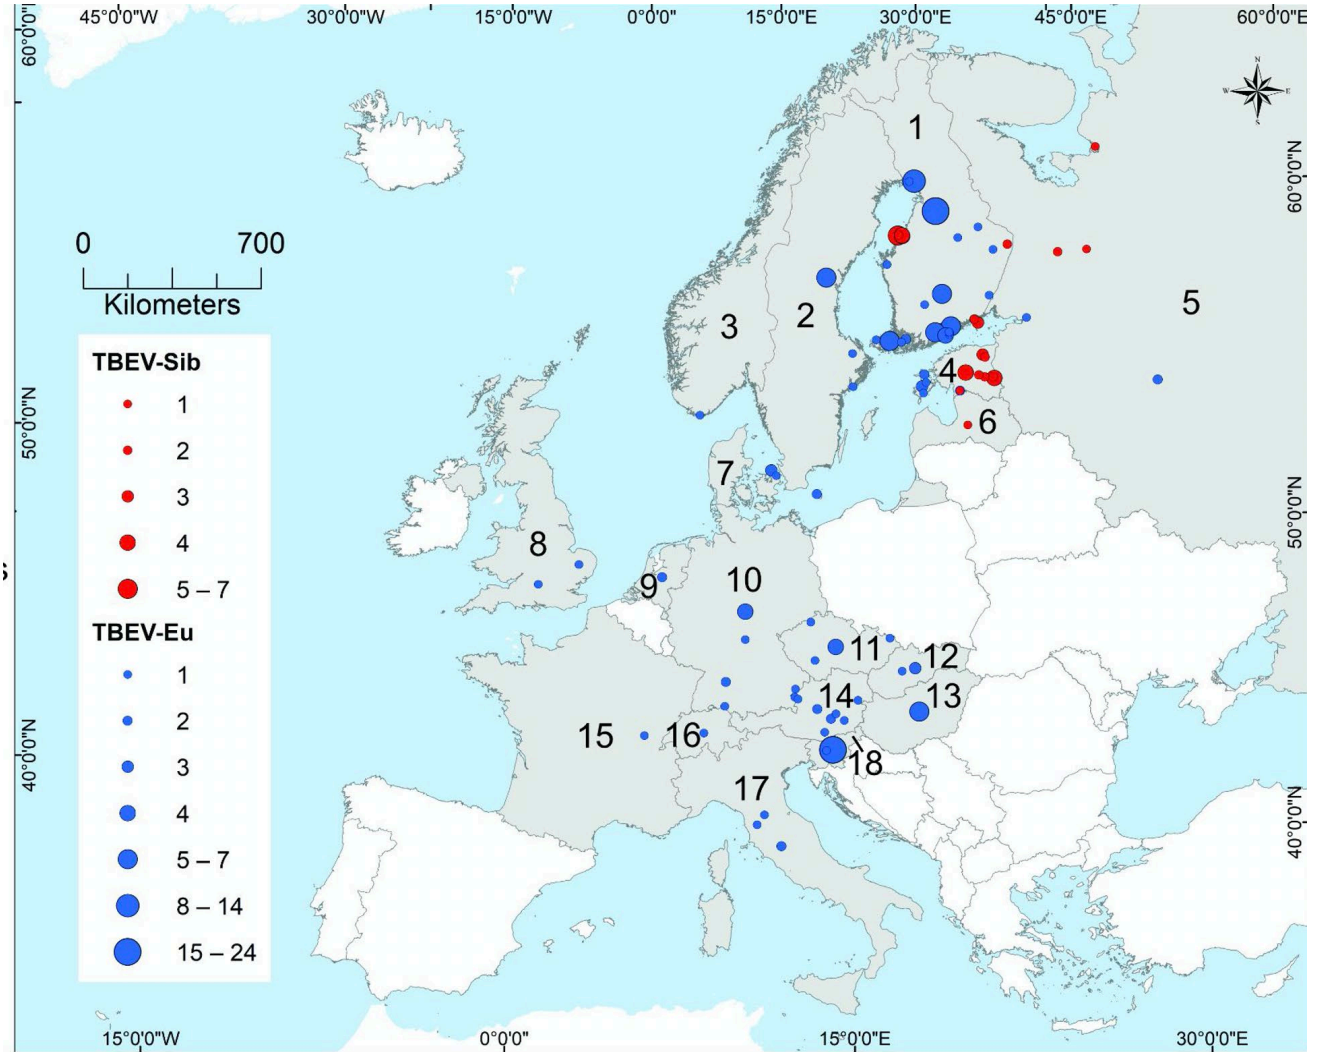 45°0'0"W 30°0'0"W 15°0'0"W 0°0'0" 15°0'0"E 30°0'0"E 45°0'0"E 60°0'0"E
60°0'0"N
N
W E
S
1
60°0'0"N
0 700
Kilometers
5
2
3
TBEV-Sib
1
2
3
4
5 – 7
4
6
50°0'0"N
7
50°0'0"N
8
9
10
TBEV-Eu
1
2
3
4
5 – 7
8 – 14
15 – 24
11
12
13
14
15
16
18
17
40°0'0"N
40°0'0"N
15°0'0"W 0°0'0" 15°0'0"E 30°0'0"E